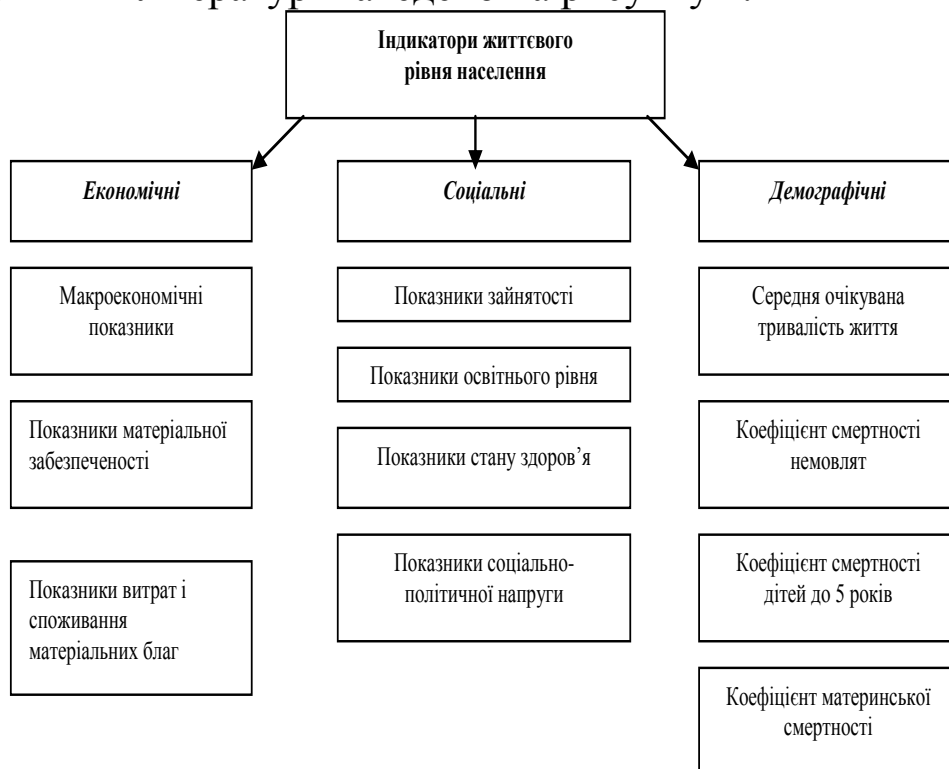 Індикатори життєвого
рівня населення
Економічні
Соціальні
Демографічні
Макроекономічні
показники
Показники матеріальної
забезпеченості
Показники витрат і
споживання
матеріальних благ
Показники зайнятості
Показники освітнього рівня
Показники стану здоров’я
Показники соціально-
політичної напруги
Середня очікувана
тривалість життя
Коефіцієнт смертності
немовлят
Коефіцієнт смертності
дітей до 5 років
Коефіцієнт материнської
смертності